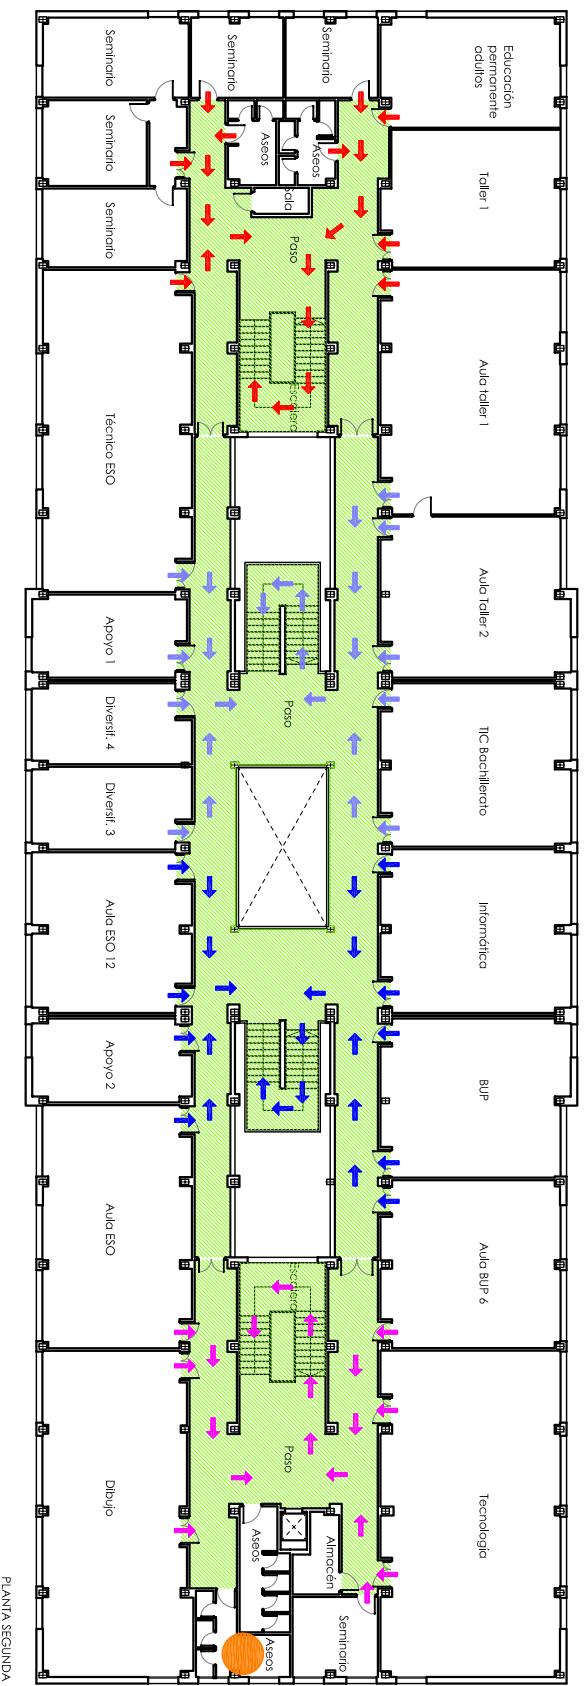 Seminario
Seminario
Seminario
Educación
permanente
adultos
Seminario
Aseos
Aseos
Taller 1
Seminario
Sala
Paso
Técnico ESO
Escalera
Aula taller 1
Apoyo 1
Aula Taller 2
Diversif. 4
Paso
TIC Bachillerato
Diversif. 3
Aula ESO 12
Informática
Apoyo 2
BUP
Aula ESO
Escalera
Aula BUP 6
Dibujo
Paso
Tecnología
Aseos
Almacén
Aseos
Seminario
PLANTA SEGUNDA